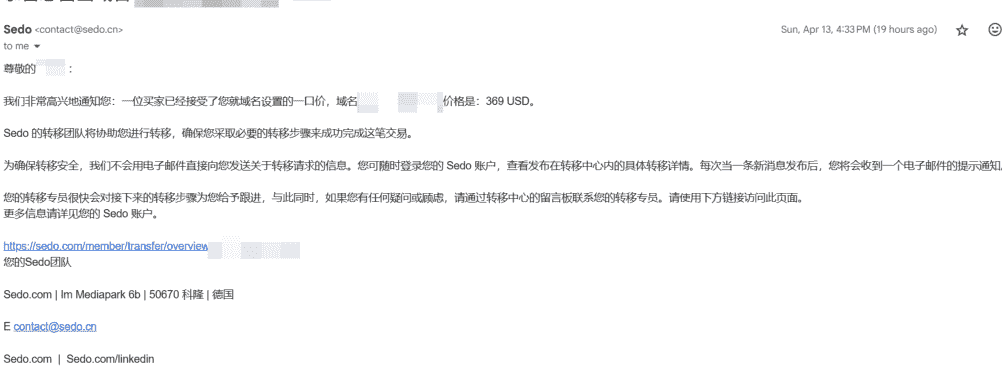 Sedo <contact@sedo.cn>
Sun, Apr 13, 4:33 PM (19 hours ago)
to me
尊敬的 ：
我们非常高兴地通知您：一位买家已经接受了您就域名设置的一口价，域名 价格是：369 USD。
Sedo 的转移团队将协助您进行转移，确保您采取必要的转移步骤来成功完成这笔交易。
为确保转移安全，我们不会用电子邮件直接向您发送关于转移请求的信息。您可随时登录您的 Sedo 账户，查看发布在转移中心内的具体转移详情。每次当一条新消息发布后，您将会收到一个电子邮件的提示通知
您的转移专员很快会对接下来的转移步骤为您给予跟进，与此同时，如果您有任何疑问或顾虑，请通过转移中心的留言板联系您的转移专员。请使用下方链接访问此页面。
更多信息请详见您的 Sedo 账户。
https://sedo.com/member/transfer/overview
您的Sedo团队
Sedo.com | Im Mediapark 6b | 50670 科隆 | 德国
E contact@sedo.cn
Sedo.com | Sedo.com/linkedin